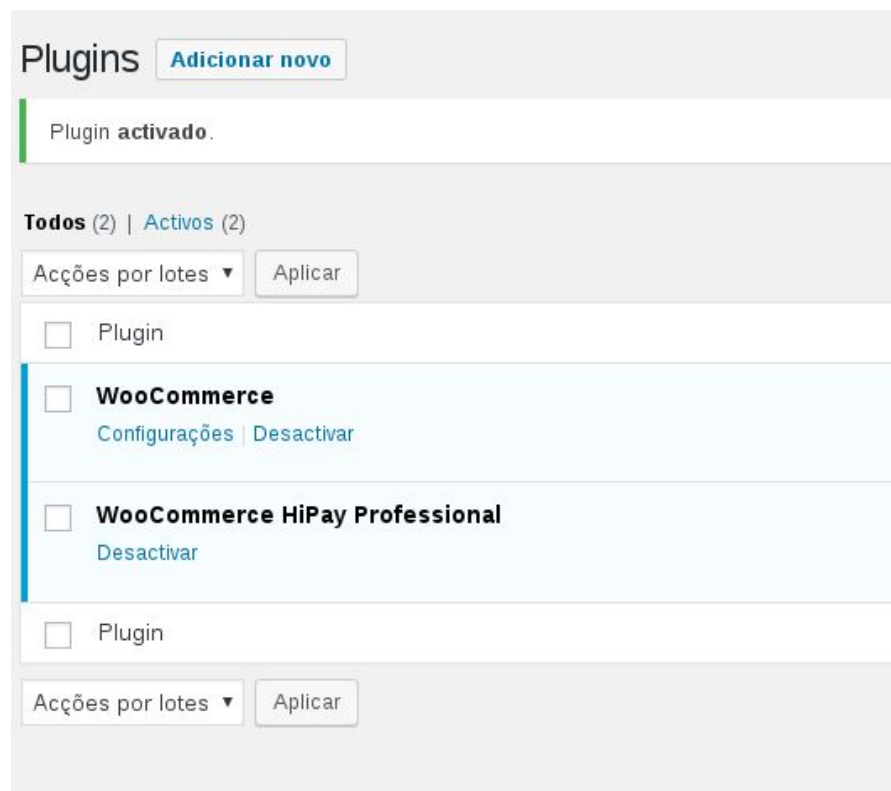 Plugins Adicionar novo
Plugin activado.
Todos (2) | Activos (2)
Acções por lotes Aplicar
Plugin
WooCommerce
Configurações | Desactivar
WooCommerce HiPay Professional
Desactivar
Plugin
Acções por lotes Aplicar